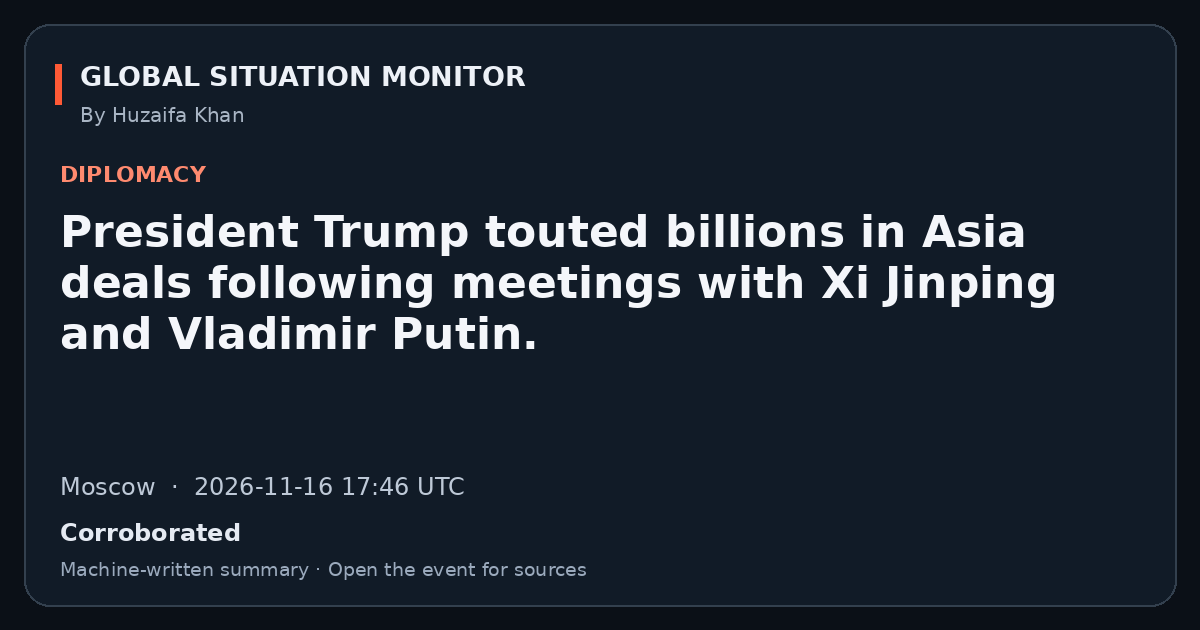 GLOBAL SITUATION MONITOR
By Huzaifa Khan
DIPLOMACY
President Trump touted billions in Asia
deals following meetings with Xi Jinping
and Vladimir Putin.
Moscow · 2026-11-16 17:46 UTC
Corroborated
Machine-written summary · Open the event for sources